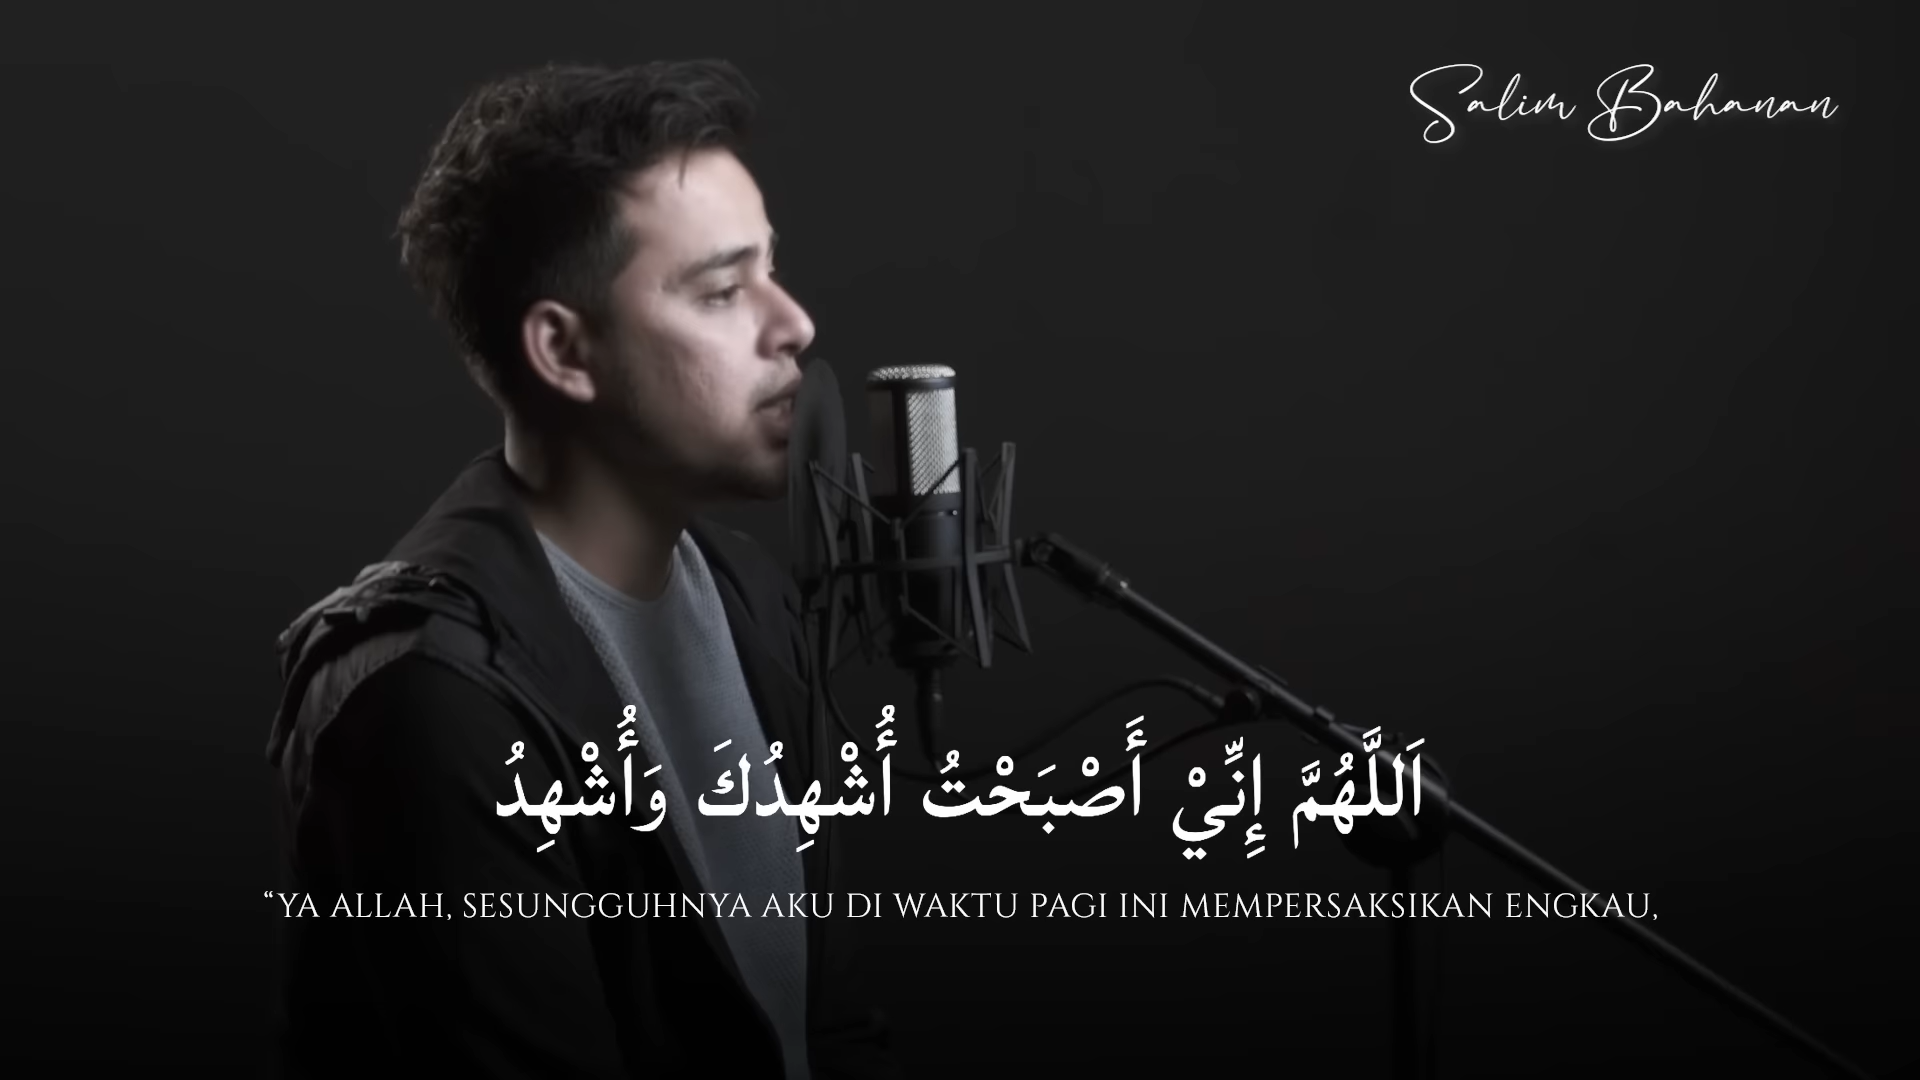 Salim Bahanan
اَللَّهُمَّ إِنِّيْ أَصْبَحْتُ أُشْهِدُكَ وَأُشْهِدُ
“YA ALLAH, SESUNGGUHNYA AKU DI WAKTU PAGI INI MEMPERSAKSIKAN ENGKAU,